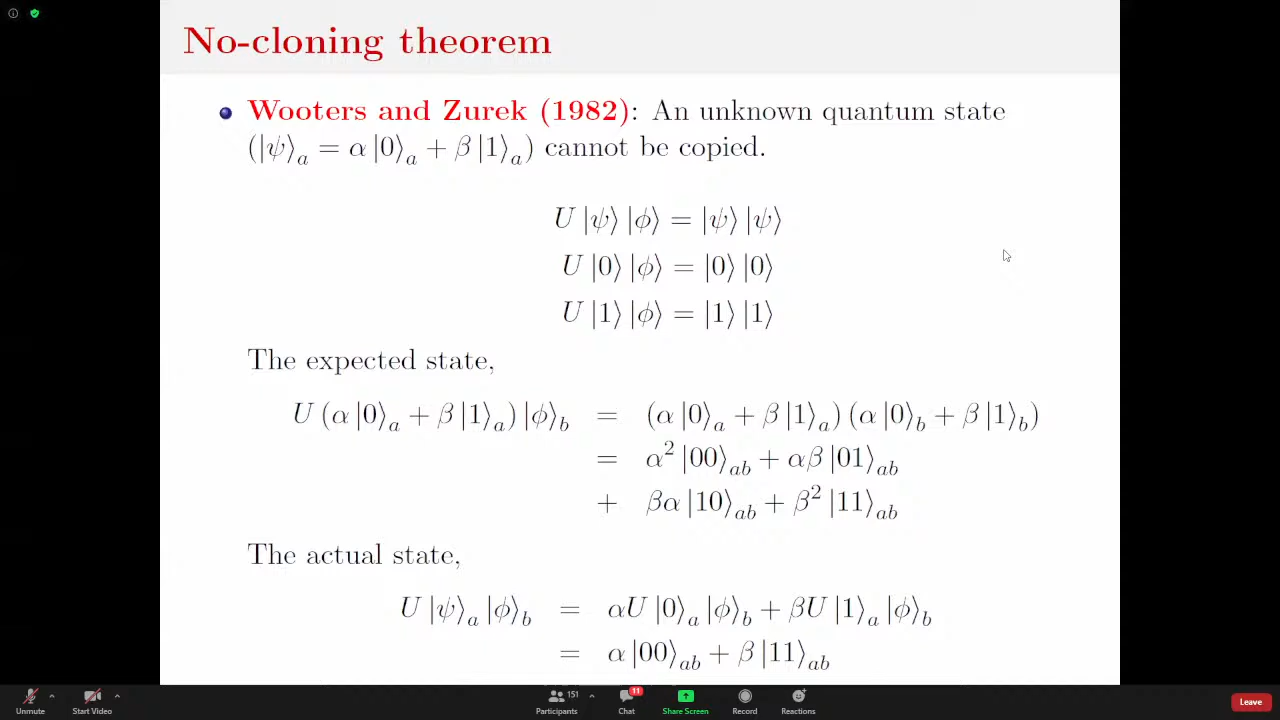 No-cloning theorem
Wooters and Zurek (1982): An unknown quantum state
(|ψ⟩ₐ = α|0⟩ₐ + β|1⟩ₐ) cannot be copied.
U|ψ⟩|ϕ⟩ = |ψ⟩|ψ⟩
U|0⟩|ϕ⟩ = |0⟩|0⟩
U|1⟩|ϕ⟩ = |1⟩|1⟩
The expected state,
U(α|0⟩_a + β|1⟩_a)|ϕ⟩_b = (α|0⟩_a + β|1⟩_a)(α|0⟩_b + β|1⟩_b)
= α²|00⟩_ab + αβ|01⟩_ab
+ βα|10⟩_ab + β²|11⟩_ab
The actual state,
U|ψ⟩_a|ϕ⟩_b = αU|0⟩_a|ϕ⟩_b + βU|1⟩_a|ϕ⟩_b
= α|00⟩_ab + β|11⟩_ab
151 11
Unmute Start Video Participants Chat Share Screen Record Reactions Leave